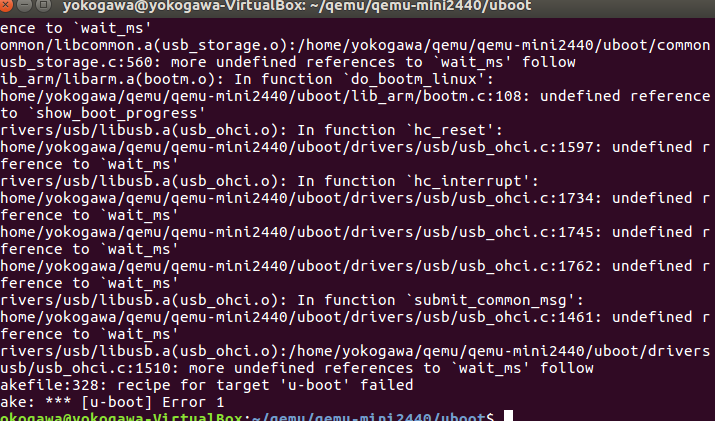 yokogawa@yokogawa-VirtualBox: ~/qemu/qemu-mini2440/uboot
ence to `wait_ms'
ommon/libcommon.a(usb_storage.o):/home/yokogawa/qemu/qemu-mini2440/uboot/common
usb_storage.c:560: more undefined references to `wait_ms' follow
ib_arm/libarm.a(bootm.o): In function `do_bootm_linux':
home/yokogawa/qemu/qemu-mini2440/uboot/lib_arm/bootm.c:108: undefined reference
to `show_boot_progress'
rivers/usb/libusb.a(usb_ohci.o): In function `hc_reset':
home/yokogawa/qemu/qemu-mini2440/uboot/drivers/usb/usb_ohci.c:1597: undefined r
ference to `wait_ms'
rivers/usb/libusb.a(usb_ohci.o): In function `hc_interrupt':
home/yokogawa/qemu/qemu-mini2440/uboot/drivers/usb/usb_ohci.c:1734: undefined r
ference to `wait_ms'
home/yokogawa/qemu/qemu-mini2440/uboot/drivers/usb/usb_ohci.c:1745: undefined r
ference to `wait_ms'
home/yokogawa/qemu/qemu-mini2440/uboot/drivers/usb/usb_ohci.c:1762: undefined r
ference to `wait_ms'
rivers/usb/libusb.a(usb_ohci.o): In function `submit_common_msg':
home/yokogawa/qemu/qemu-mini2440/uboot/drivers/usb/usb_ohci.c:1461: undefined r
ference to `wait_ms'
rivers/usb/libusb.a(usb_ohci.o):/home/yokogawa/qemu/qemu-mini2440/uboot/drivers
usb/usb_ohci.c:1510: more undefined references to `wait_ms' follow
akefile:328: recipe for target 'u-boot' failed
ake: *** [u-boot] Error 1
okogawa@yokogawa-VirtualBox:~/qemu/qemu-mini2440/uboot$